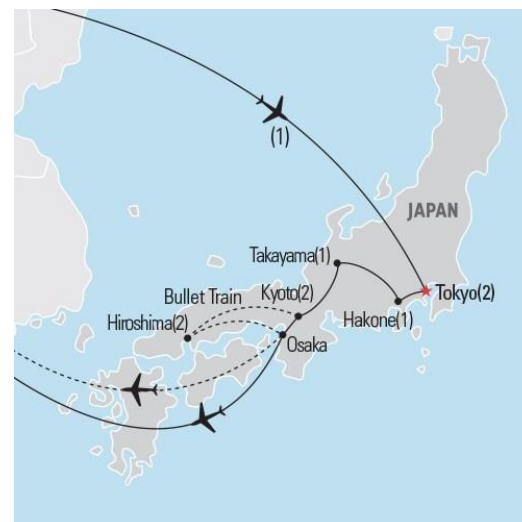 (1)
JAPAN
Takayama(1)
Bullet Train
Kyoto(2)
Tokyo(2)
Hiroshima(2)
Hakone(1)
Osaka